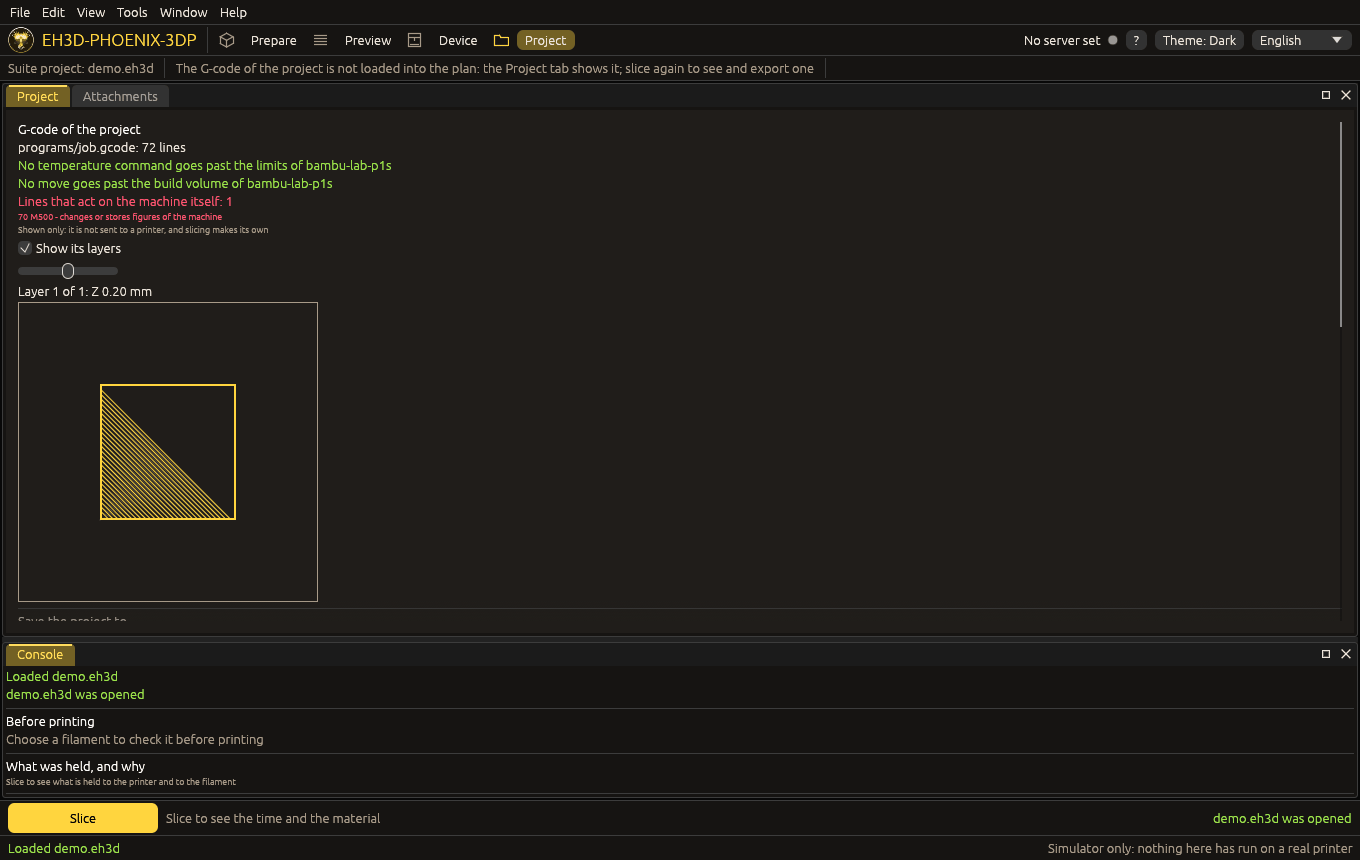 File Edit View Tools Window Help
EH3D-PHOENIX-3DP Prepare Preview Device Project No server set ? Theme: Dark English
Suite project: demo.eh3d The G-code of the project is not loaded into the plan: the Project tab shows it; slice again to see and export one
Project Attachments
G-code of the project
programs/job.gcode: 72 lines
No temperature command goes past the limits of bambu-lab-p1s
No move goes past the build volume of bambu-lab-p1s
Lines that act on the machine itself: 1
70 M500 - changes or stores figures of the machine
Shown only: it is not sent to a printer, and slicing makes its own
Show its layers
Layer 1 of 1: Z 0.20 mm
Save the project to
Console
Loaded demo.eh3d
demo.eh3d was opened
Before printing
Choose a filament to check it before printing
What was held, and why
Slice to see what is held to the printer and to the filament
Slice Slice to see the time and the material demo.eh3d was opened
Loaded demo.eh3d Simulator only: nothing here has run on a real printer